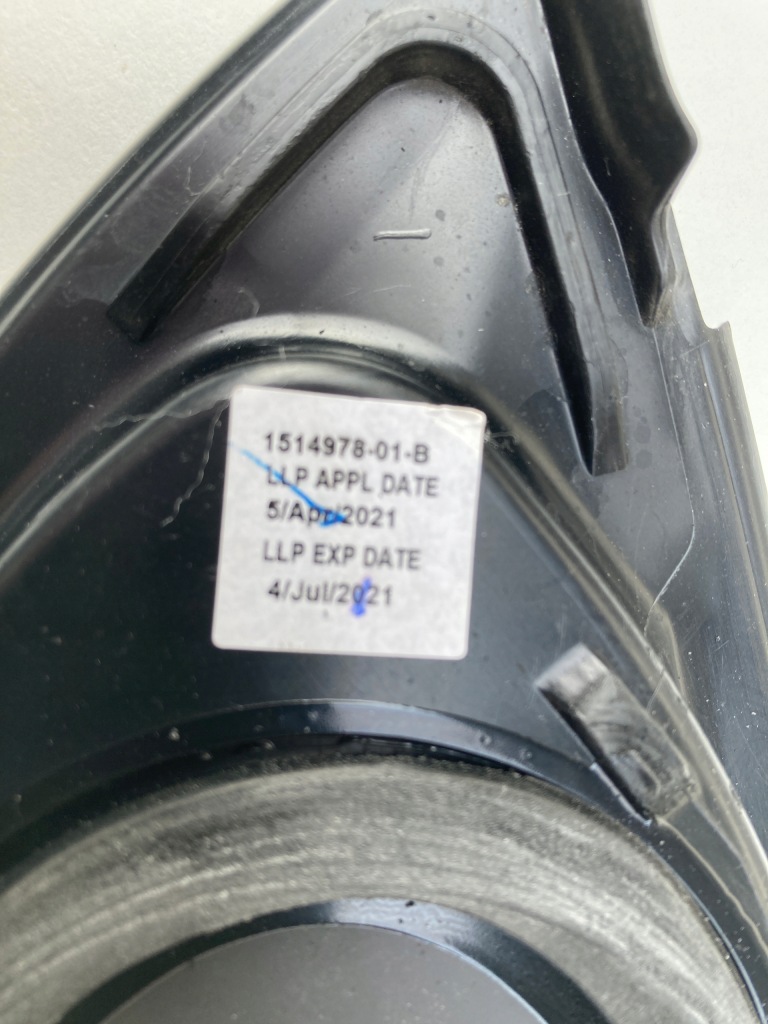 1514978-01-B
LLP APPL DATE
5/Apr/2021
LLP EXP DATE
4/Jul/2021